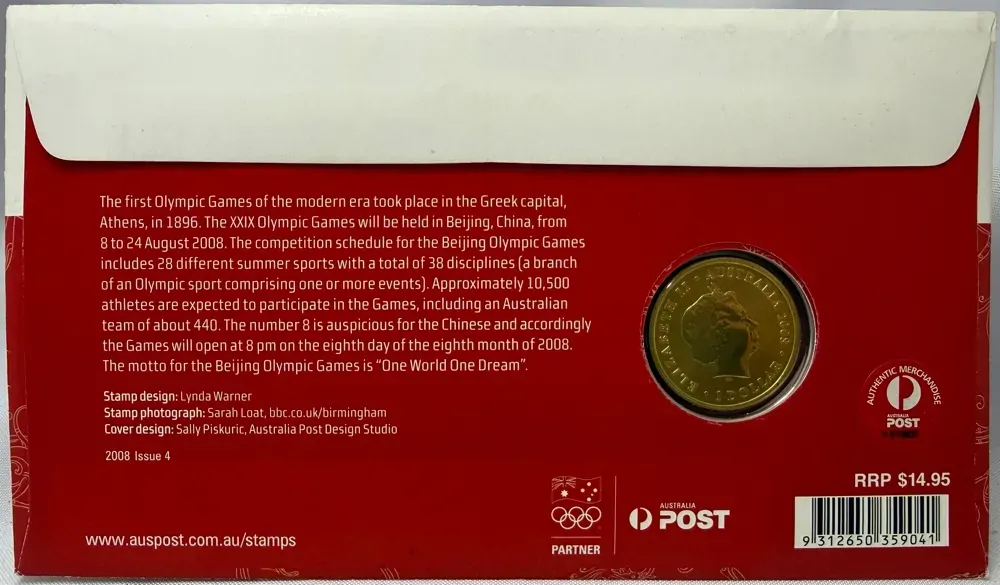 The first Olympic Games of the modern era took place in the Greek capital,
Athens, in 1896. The XXIX Olympic Games will be held in Beijing, China, from
8 to 24 August 2008. The competition schedule for the Beijing Olympic Games
includes 28 different summer sports with a total of 38 disciplines (a branch
of an Olympic sport comprising one or more events). Approximately 10,500
athletes are expected to participate in the Games, including an Australian
team of about 440. The number 8 is auspicious for the Chinese and accordingly
the Games will open at 8 pm on the eighth day of the eighth month of 2008.
The motto for the Beijing Olympic Games is “One World One Dream”.
Stamp design: Lynda Warner
Stamp photograph: Sarah Loat, bbc.co.uk/birmingham
Cover design: Sally Piskuric, Australia Post Design Studio
2008 Issue 4
www.auspost.com.au/stamps
ELIZABETH II AUSTRALIA
1 DOLLAR
AUTHENTIC MERCHANDISE
AUSTRALIA
POST
PARTNER
AUSTRALIA
POST
RRP $14.95
9 312650 359041